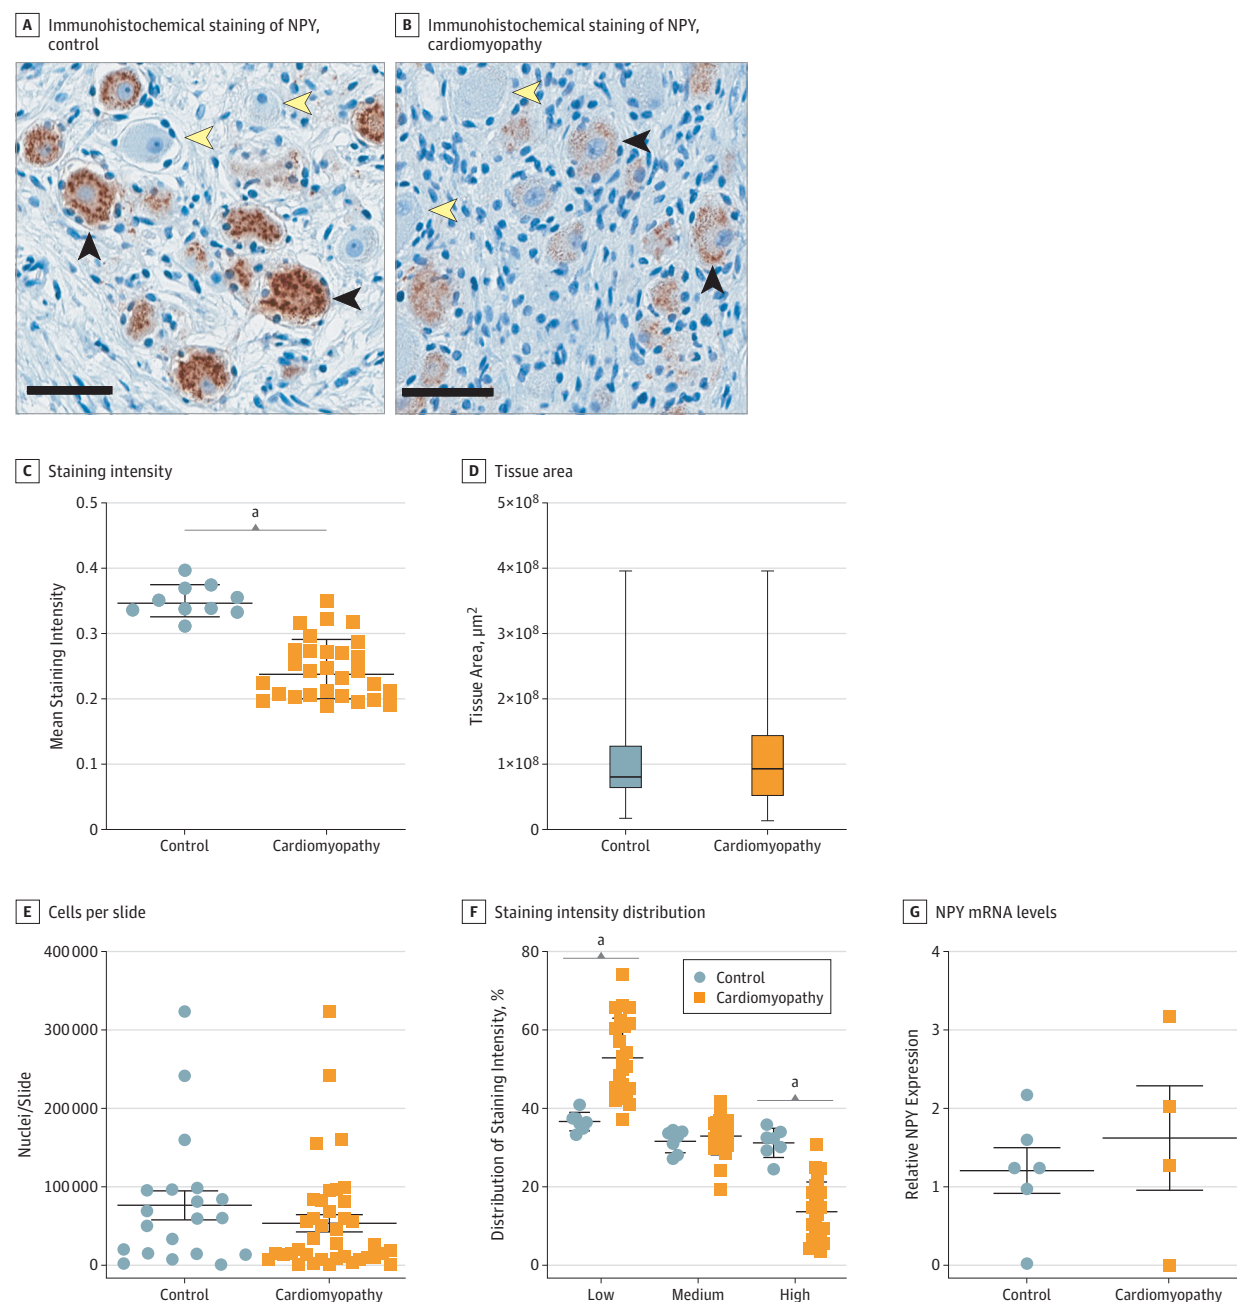 A Immunohistochemical staining of NPY,
control
B Immunohistochemical staining of NPY,
cardiomyopathy
C Staining intensity
0.5
0.4
0.3
0.2
0.1
0
Mean Staining Intensity
a
Control
Cardiomyopathy
D Tissue area
5×10⁸
4×10⁸
3×10⁸
2×10⁸
1×10⁸
0
Tissue Area, µm²
Control
Cardiomyopathy
E Cells per slide
400 000
300 000
200 000
100 000
0
Nuclei/Slide
Control
Cardiomyopathy
F Staining intensity distribution
80
60
40
20
0
Distribution of Staining Intensity, %
a
a
Control
Cardiomyopathy
Low
Medium
High
G NPY mRNA levels
4
3
2
1
0
Relative NPY Expression
Control
Cardiomyopathy